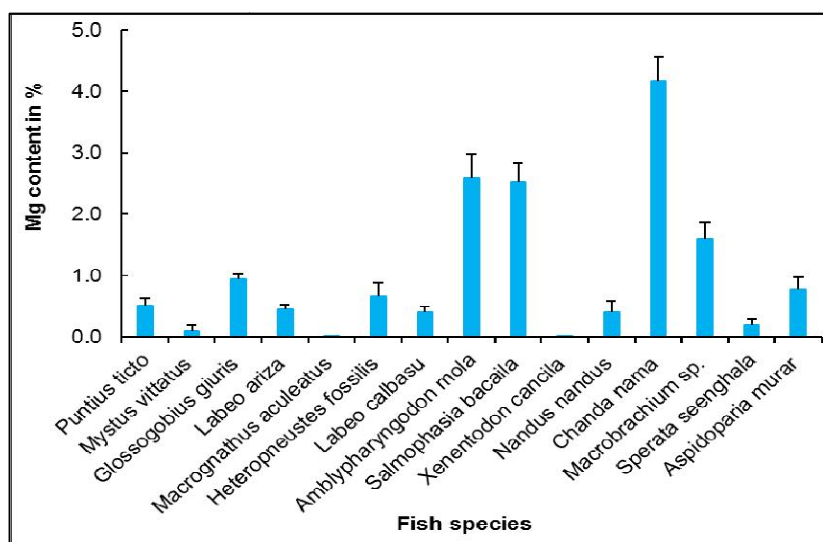 5.0
4.0
3.0
2.0
1.0
0.0
Mg content in %
Puntius ticto
Mystus vittatus
Glossogobius giuris
Labeo ariza
Macrognathus aculeatus
Heteropneustes fossilis
Labeo calbasu
Amblypharyngodon mola
Salmophasia bacaila
Xenentodon cancila
Nandus nandus
Chanda nama
Macrobrachium sp.
Sperata seenghala
Aspidoparia murar
Fish species